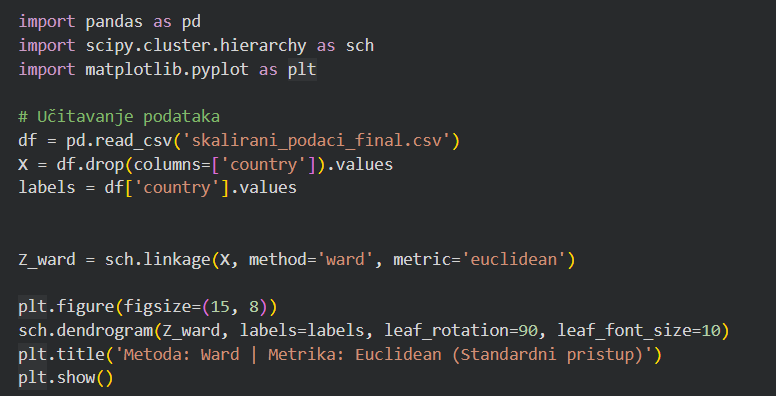 import pandas as pd
import scipy.cluster.hierarchy as sch
import matplotlib.pyplot as plt
# Učitavanje podataka
df = pd.read_csv('skalirani_podaci_final.csv')
X = df.drop(columns=['country']).values
labels = df['country'].values
Z_ward = sch.linkage(X, method='ward', metric='euclidean')
plt.figure(figsize=(15, 8))
sch.dendrogram(Z_ward, labels=labels, leaf_rotation=90, leaf_font_size=10)
plt.title('Metoda: Ward | Metrika: Euclidean (Standardni pristup)')
plt.show()